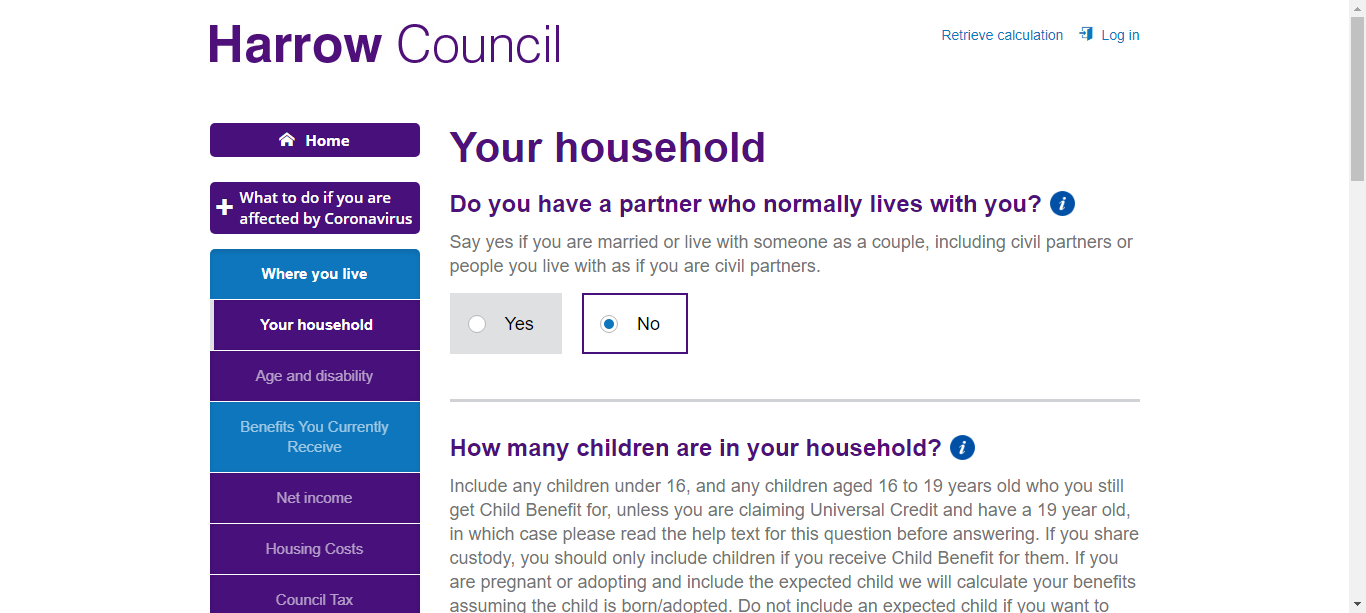 Harrow Council
Retrieve calculation
Log in
Home
What to do if you are
affected by Coronavirus
Where you live
Your household
Age and disability
Benefits You Currently
Receive
Net income
Housing Costs
Council Tax
Your household
Do you have a partner who normally lives with you?
Say yes if you are married or live with someone as a couple, including civil partners or
people you live with as if you are civil partners.
Yes
No
How many children are in your household?
Include any children under 16, and any children aged 16 to 19 years old who you still
get Child Benefit for, unless you are claiming Universal Credit and have a 19 year old,
in which case please read the help text for this question before answering. If you share
custody, you should only include children if you receive Child Benefit for them. If you
are pregnant or adopting and include the expected child we will calculate your benefits
assuming the child is born/adopted. Do not include an expected child if you want to